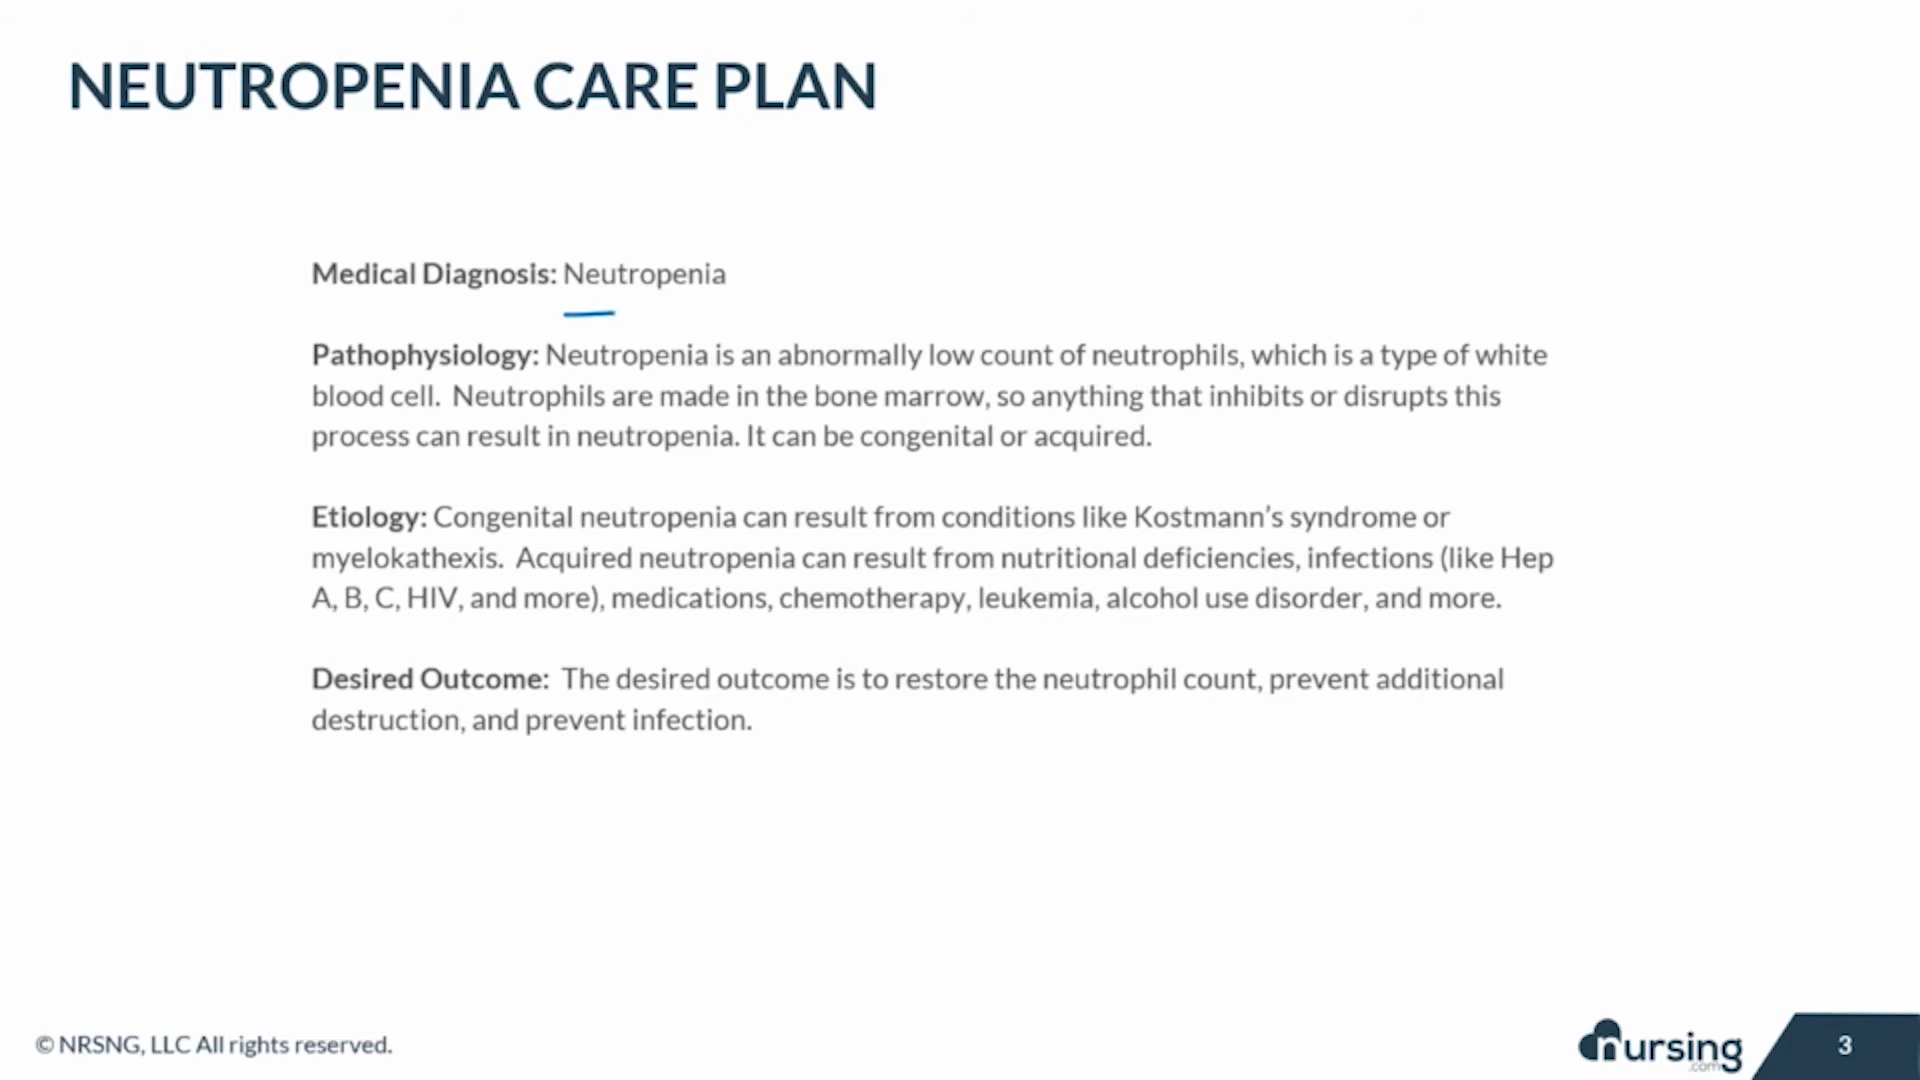 NEUTROPENIA CARE PLAN
Medical Diagnosis: Neutropenia
Pathophysiology: Neutropenia is an abnormally low count of neutrophils, which is a type of white
blood cell.  Neutrophils are made in the bone marrow, so anything that inhibits or disrupts this
process can result in neutropenia. It can be congenital or acquired.
Etiology: Congenital neutropenia can result from conditions like Kostmann’s syndrome or
myelokathexis.  Acquired neutropenia can result from nutritional deficiencies, infections (like Hep
A, B, C, HIV, and more), medications, chemotherapy, leukemia, alcohol use disorder, and more.
Desired Outcome:  The desired outcome is to restore the neutrophil count, prevent additional
destruction, and prevent infection.
© NRSNG, LLC All rights reserved.
nursing
.com
3